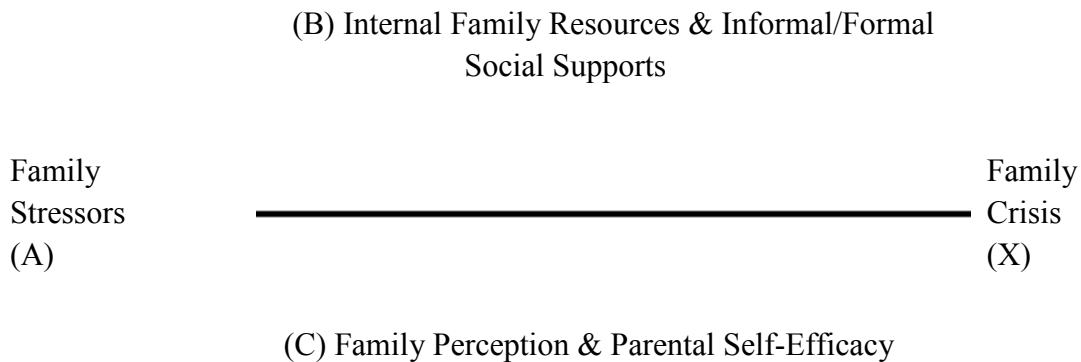 (B) Internal Family Resources & Informal/Formal
Social Supports
Family
Stressors
(A)
Family
Crisis
(X)
(C) Family Perception & Parental Self-Efficacy